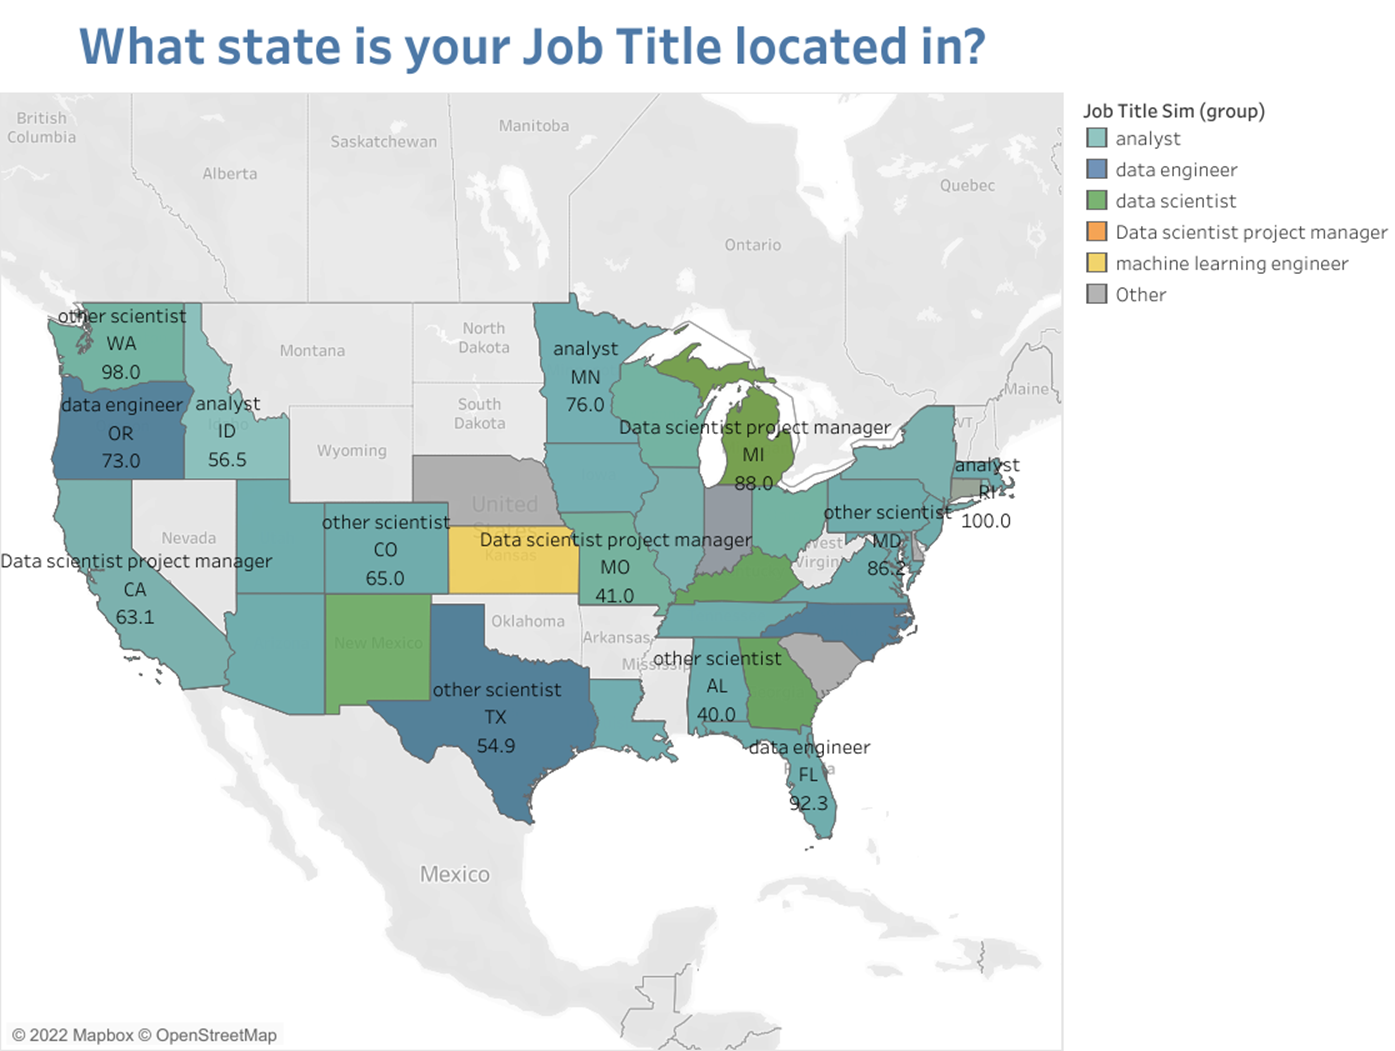 What state is your Job Title located in?
Job Title Sim (group)
analyst
data engineer
data scientist
Data scientist project manager
machine learning engineer
Other
British
Columbia
Alberta
Saskatchewan
Manitoba
Ontario
Quebec
Maine
VT
Montana
North
Dakota
South
Dakota
Wyoming
Nevada
United
States
Kansas
Oklahoma
Arkansas
Mississippi
West
Virginia
New Mexico
Mexico
other scientist
WA
98.0
data engineer
OR
73.0
analyst
ID
56.5
analyst
MN
76.0
Data scientist project manager
MI
88.0
analyst
RI
100.0
other scientist
MD
86.2
other scientist
CO
65.0
Data scientist project manager
MO
41.0
Data scientist project manager
CA
63.1
other scientist
TX
54.9
other scientist
AL
40.0
data engineer
FL
92.3
© 2022 Mapbox © OpenStreetMap